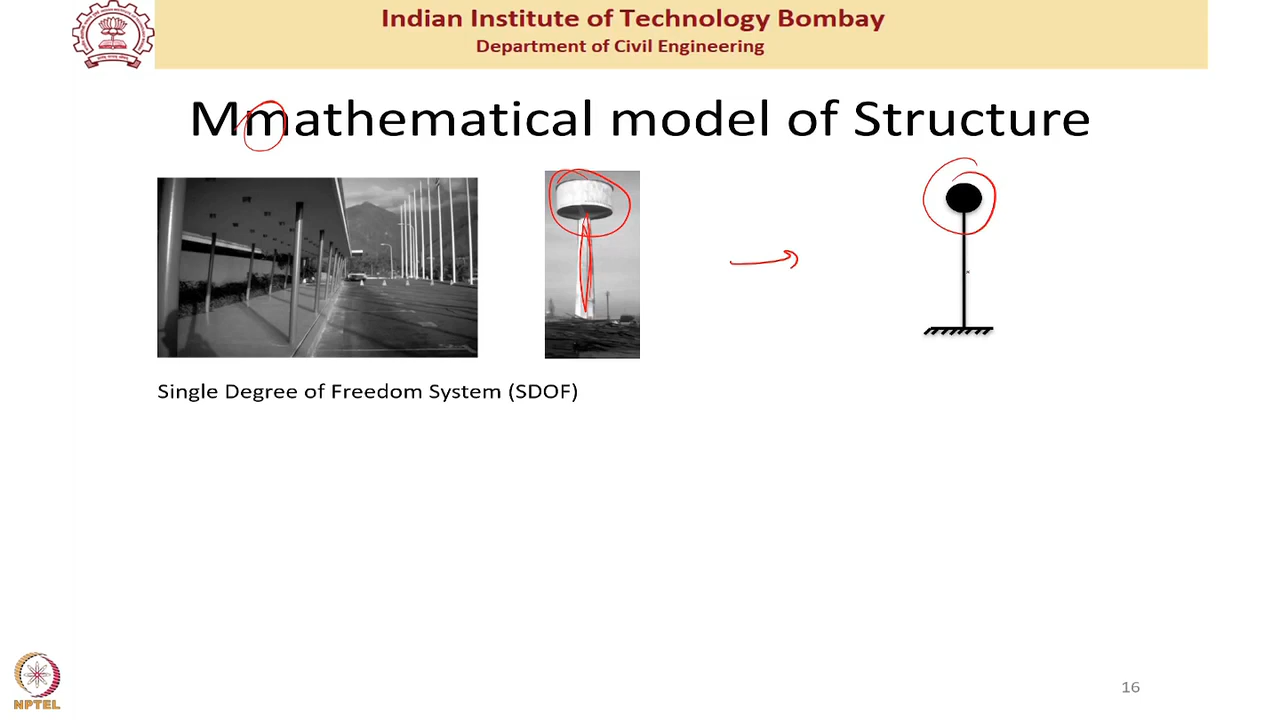 Indian Institute of Technology Bombay
Department of Civil Engineering
Mmathematical model of Structure
Single Degree of Freedom System (SDOF)
16
NPTEL